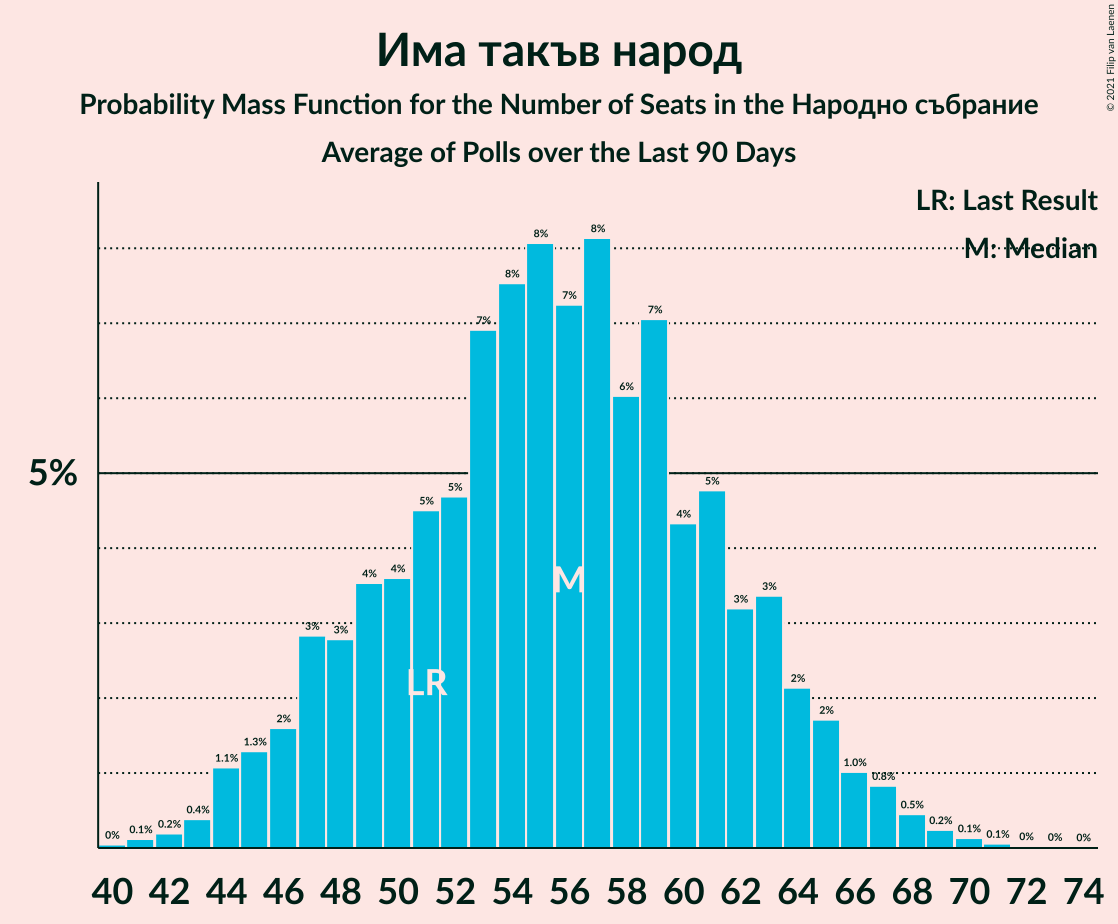 Има такъв народ
Probability Mass Function for the Number of Seats in the Народно събрание
Average of Polls over the Last 90 Days
© 2021 Filip van Laenen
LR: Last Result
M: Median
5%
0% 0.1% 0.2% 0.4% 1.1% 1.3% 2% 3% 3% 4% 4% 5% 5% 7% 8% 8% 7% 8% 6% 7% 4% 5% 3% 3% 2% 2% 1.0% 0.8% 0.5% 0.2% 0.1% 0.1% 0% 0% 0%
M
LR
40 42 44 46 48 50 52 54 56 58 60 62 64 66 68 70 72 74